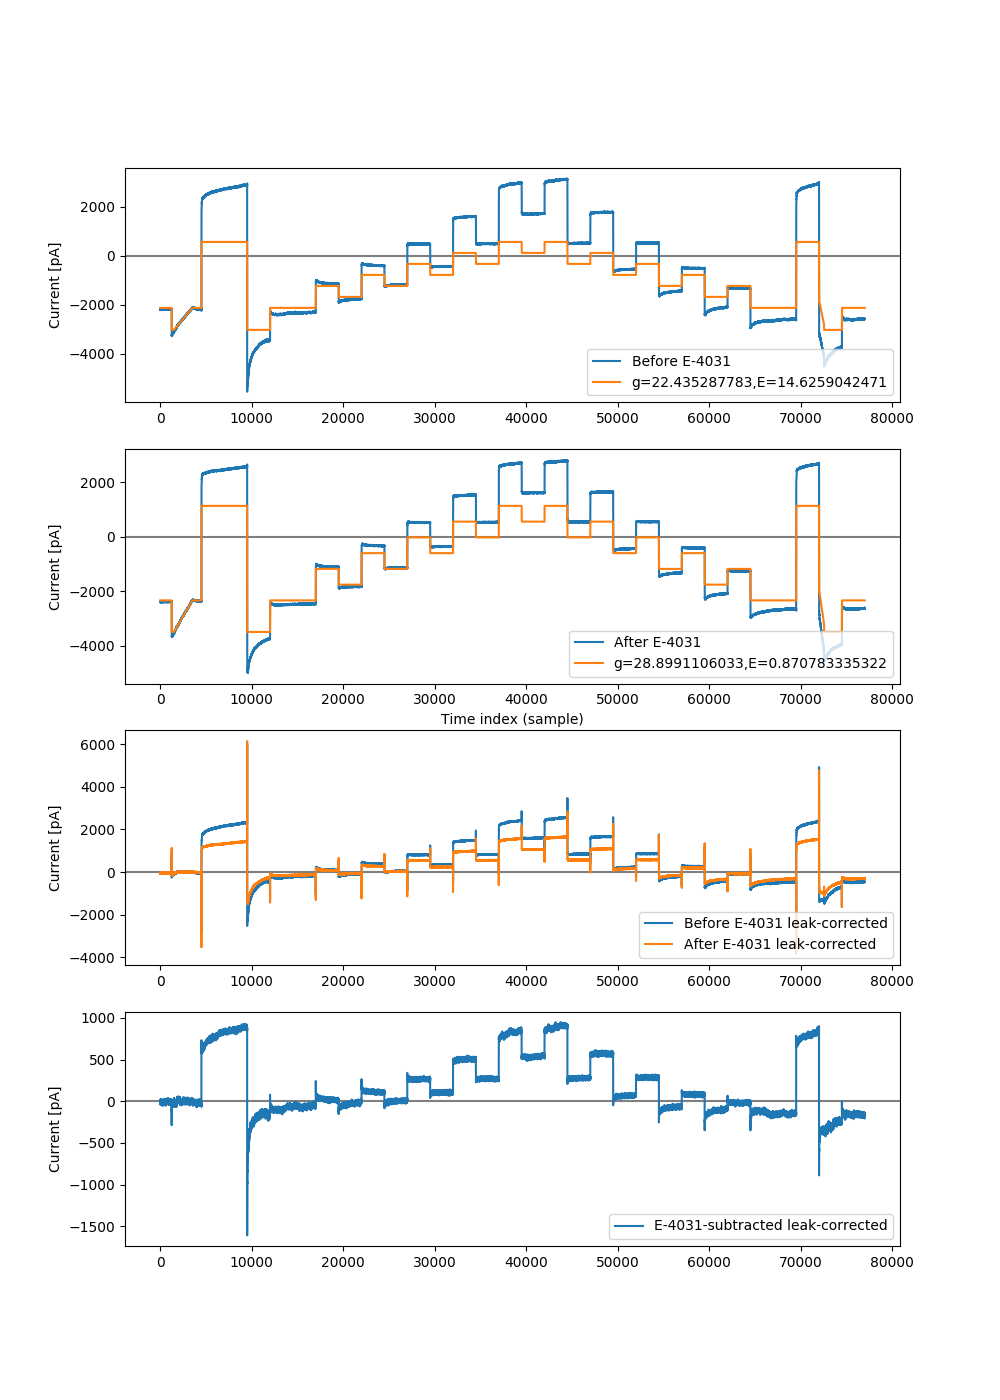 2000
0
−2000
−4000
Current [pA]
Before E-4031
g=22.435287783,E=14.6259042471
0 10000 20000 30000 40000 50000 60000 70000 80000
2000
0
−2000
−4000
Current [pA]
After E-4031
g=28.8991106033,E=0.870783335322
0 10000 20000 30000 40000 50000 60000 70000 80000
Time index (sample)
6000
4000
2000
0
−2000
−4000
Current [pA]
Before E-4031 leak-corrected
After E-4031 leak-corrected
0 10000 20000 30000 40000 50000 60000 70000 80000
1000
500
0
−500
−1000
−1500
Current [pA]
E-4031-subtracted leak-corrected
0 10000 20000 30000 40000 50000 60000 70000 80000